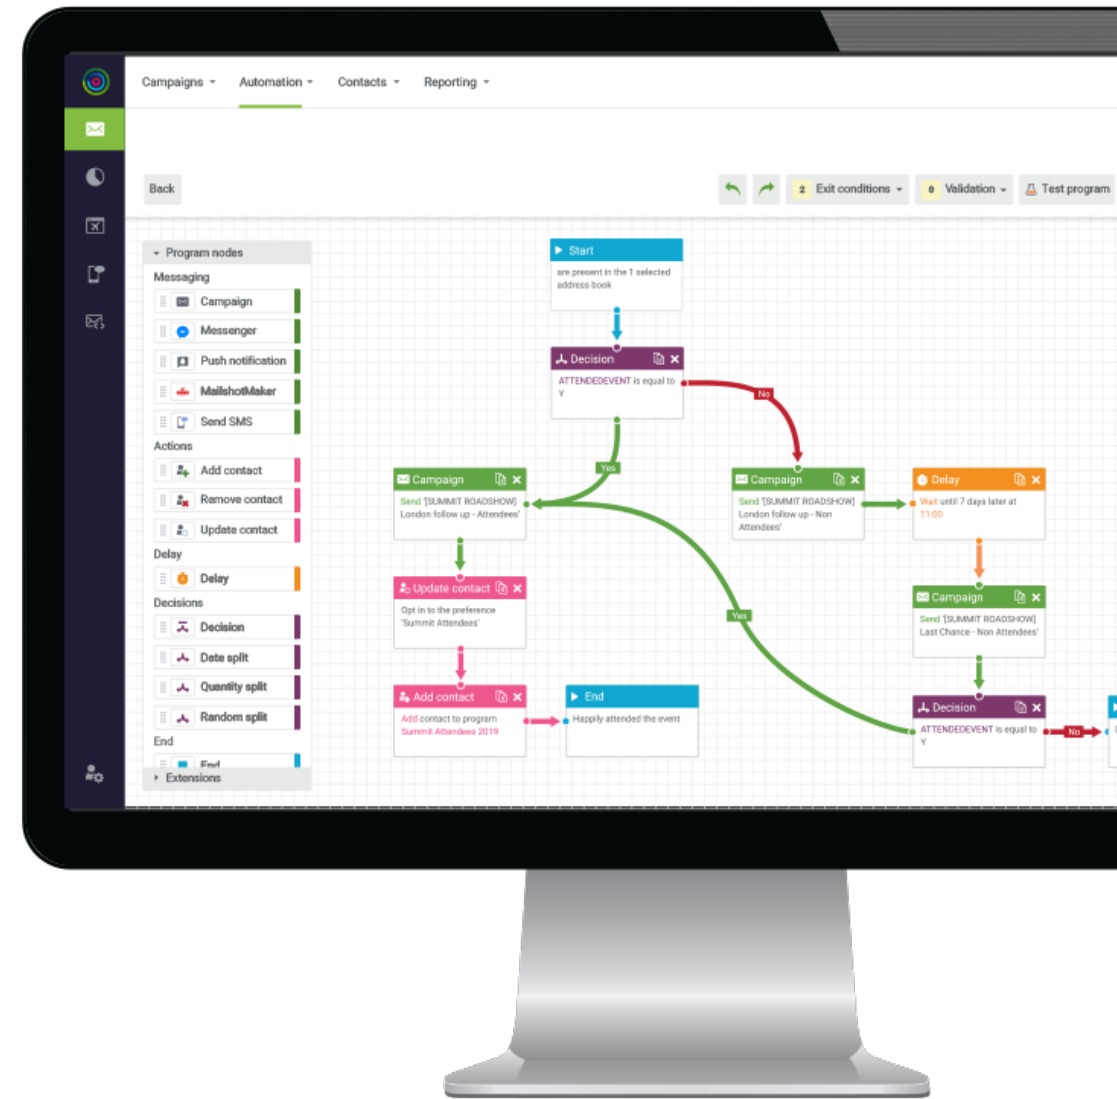 Campaigns
Automation
Contacts
Reporting
Back
2 Exit conditions
0 Validation
Test program
Program nodes
Messaging
Campaign
Messenger
Push notification
MailshotMaker
Send SMS
Actions
Add contact
Remove contact
Update contact
Delay
Delay
Decisions
Decision
Date split
Quantity split
Random split
End
End
Extensions
Start
are present in the 1 selected
address book
Decision
ATTENDEDEVENT is equal to
Y
No
Yes
Campaign
Send '[SUMMIT ROADSHOW]
London follow up - Attendees'
Campaign
Send '[SUMMIT ROADSHOW]
London follow up - Non
Attendees'
Delay
Wait until 7 days later at
11:00
Update contact
Opt in to the preference
'Summit Attendees'
Yes
Campaign
Send '[SUMMIT ROADSHOW]
Last Chance - Non Attendees'
Add contact
Add contact to program
Summit Attendees 2019
End
Happily attended the event
Decision
ATTENDEDEVENT is equal to
Y
No